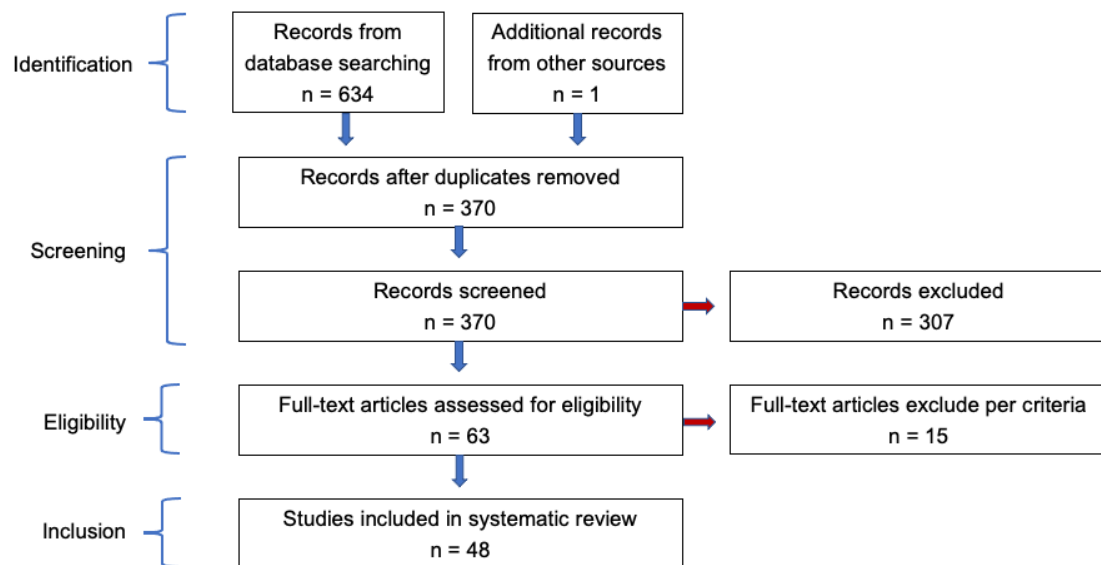 Identification
Records from
database searching
n = 634
Additional records
from other sources
n = 1
Screening
Records after duplicates removed
n = 370
Records screened
n = 370
Records excluded
n = 307
Eligibility
Full-text articles assessed for eligibility
n = 63
Full-text articles exclude per criteria
n = 15
Inclusion
Studies included in systematic review
n = 48